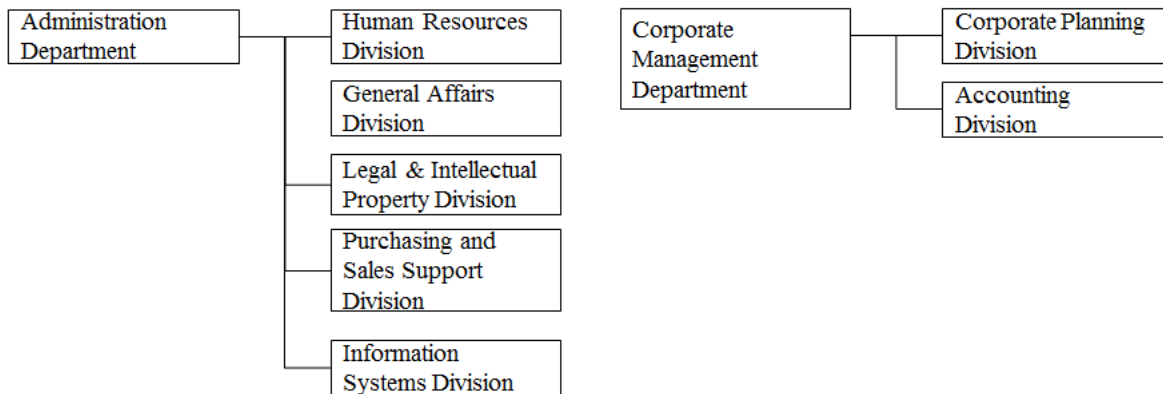 Administration
Department
Human Resources
Division
General Affairs
Division
Legal & Intellectual
Property Division
Purchasing and
Sales Support
Division
Information
Systems Division
Corporate
Management
Department
Corporate Planning
Division
Accounting
Division